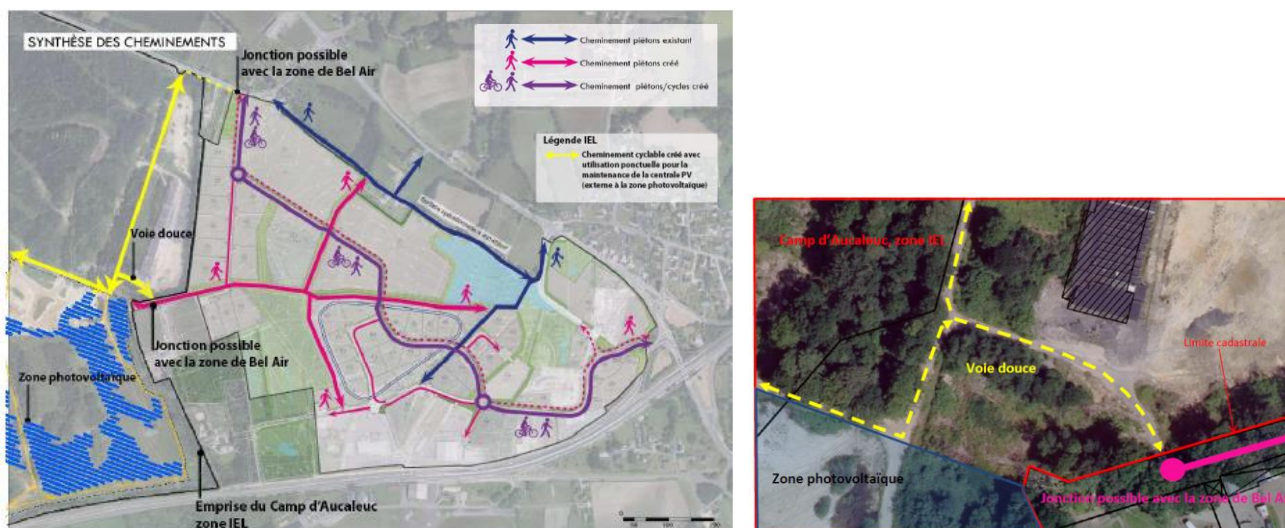 SYNTHÈSE DES CHEMINEMENTS
Jonction possible
avec la zone de Bel Air
Cheminement piétons existant
Cheminement piétons créé
Cheminement piétons/cycles créé
Légende IEL
Cheminement cyclable créé avec
utilisation ponctuelle pour la
maintenance de la centrale PV
(externe à la zone photovoltaïque)
Voie douce
Jonction possible
avec la zone de Bel Air
Zone photovoltaïque
Emprise du Camp d'Aucaleuc
zone IEL
Camp d'Aucaleuc, zone IEL
Limite cadastrale
Voie douce
Zone photovoltaïque
Jonction possible avec la zone de Bel Ai